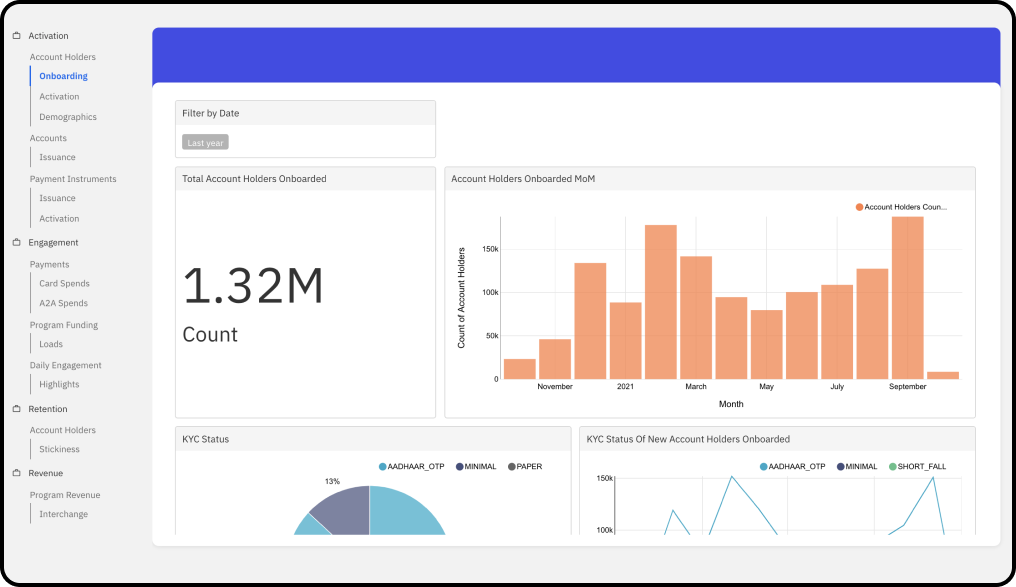 Activation
Account Holders
Onboarding
Activation
Demographics
Accounts
Issuance
Payment Instruments
Issuance
Activation
Engagement
Payments
Card Spends
A2A Spends
Program Funding
Loads
Daily Engagement
Highlights
Retention
Account Holders
Stickiness
Revenue
Program Revenue
Interchange
Filter by Date
Last year
Total Account Holders Onboarded
1.32M
Count
Account Holders Onboarded MoM
Account Holders Coun...
Count of Account Holders
150k
100k
50k
0
November 2021 March May July September
Month
KYC Status
AADHAAR_OTP MINIMAL PAPER
13%
KYC Status Of New Account Holders Onboarded
AADHAAR_OTP MINIMAL SHORT_FALL
150k
100k